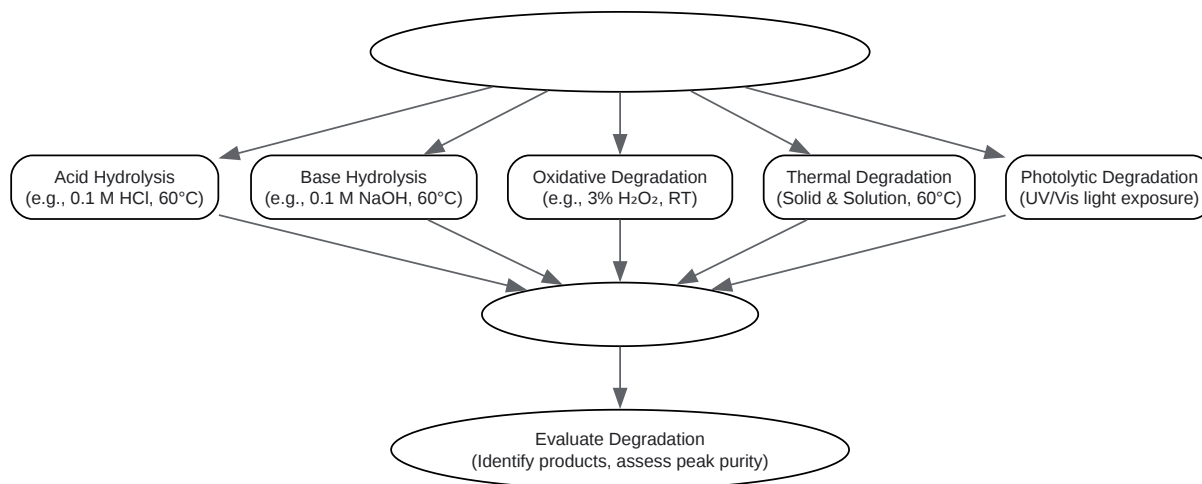 Acid Hydrolysis
(e.g., 0.1 M HCl, 60°C)
Base Hydrolysis
(e.g., 0.1 M NaOH, 60°C)
Oxidative Degradation
(e.g., 3% H₂O₂, RT)
Thermal Degradation
(Solid & Solution, 60°C)
Photolytic Degradation
(UV/Vis light exposure)
Evaluate Degradation
(Identify products, assess peak purity)